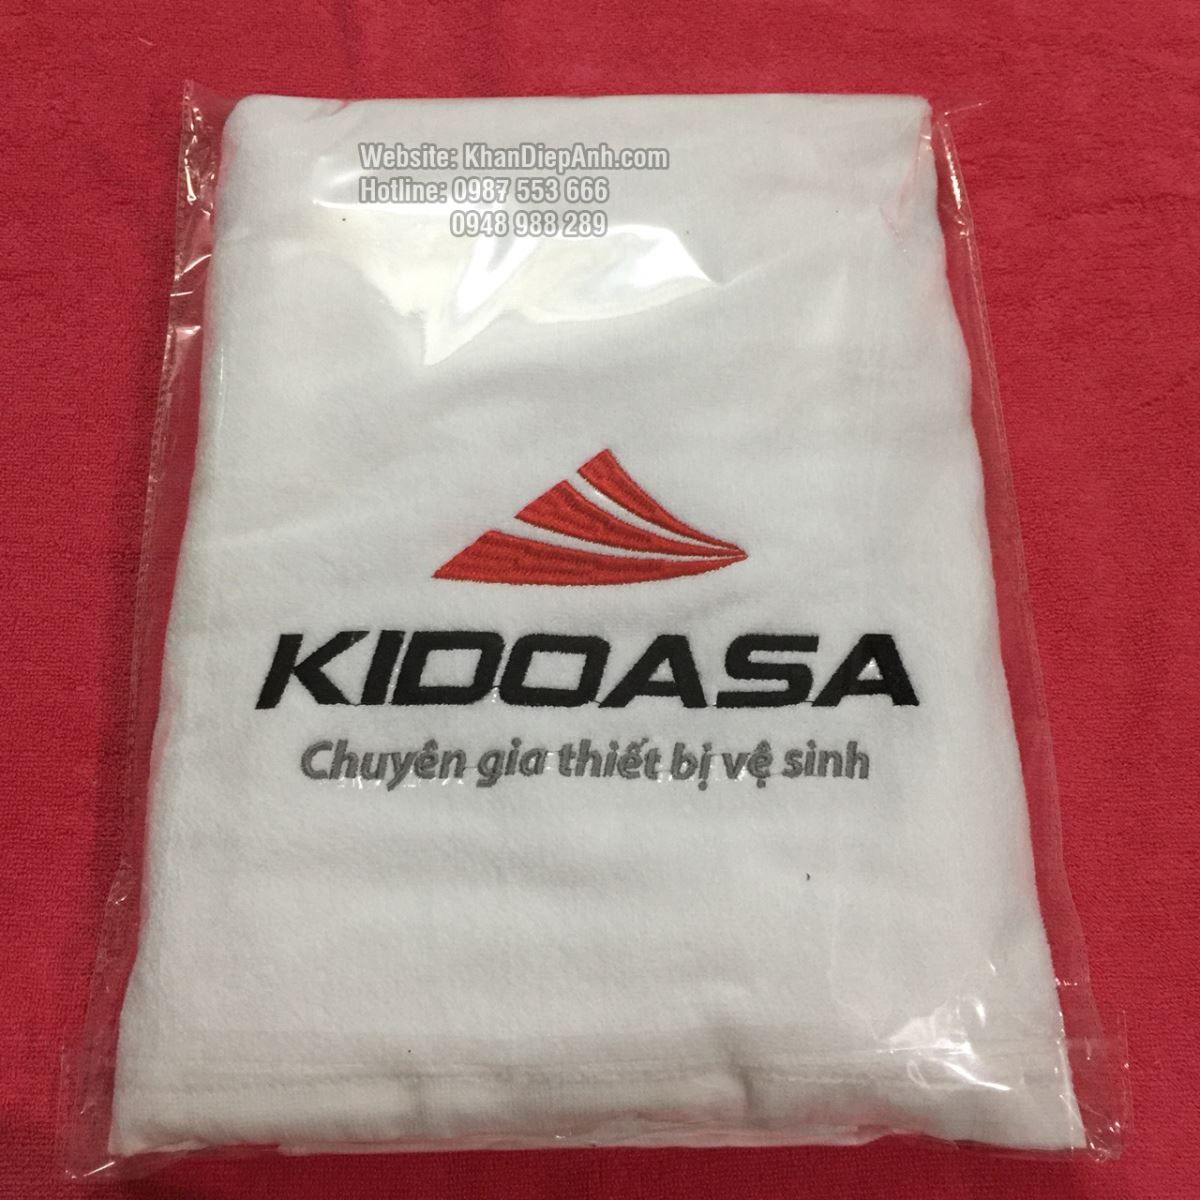 Website: KhanDiepAnh.com
Hotline: 0987 553 666
0948 988 289
KIDOASA
Chuyên gia thiết bị vệ sinh